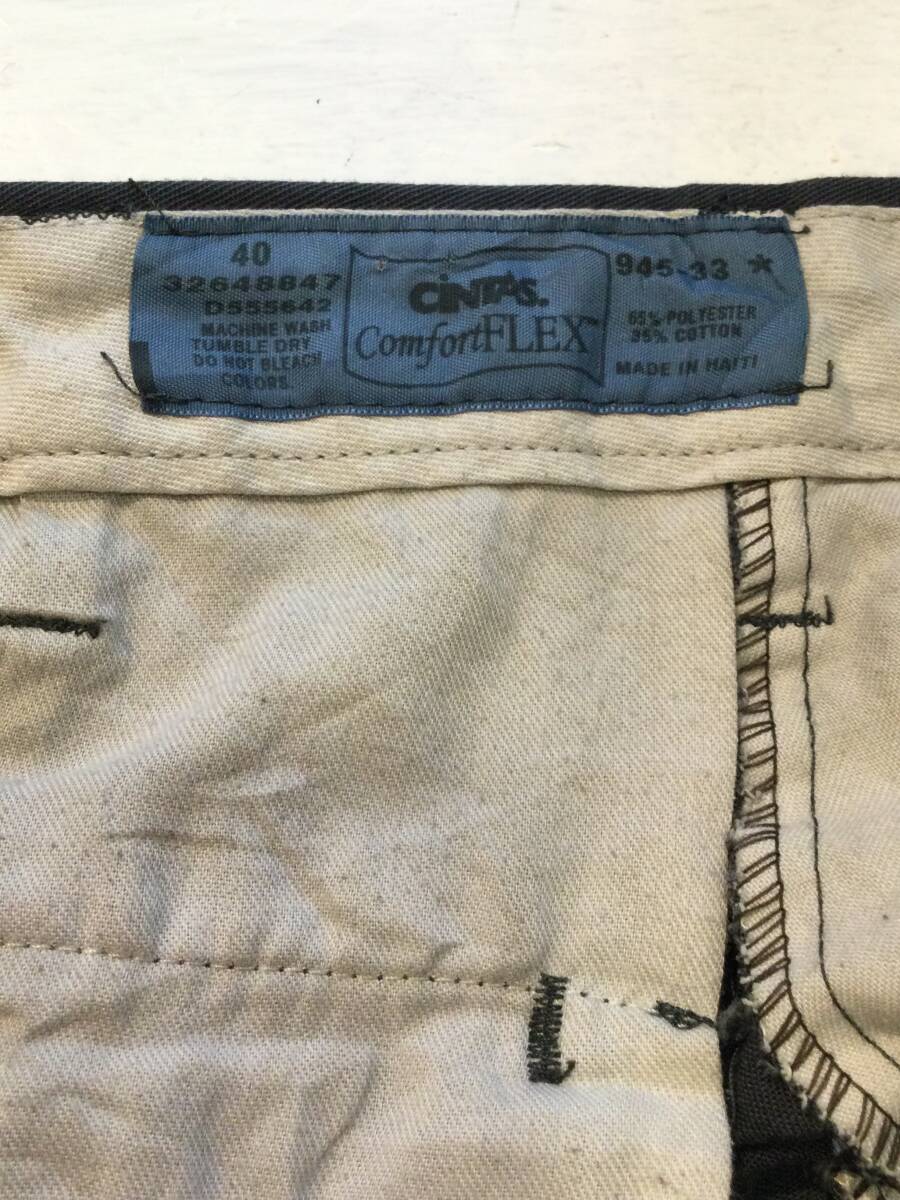 40
32648847
D555642
MACHINE WASH
TUMBLE DRY
DO NOT BLEACH
COLORS.
CINTAS.
ComfortFLEX™
945-33 *
65% POLYESTER
35% COTTON
MADE IN HAITI